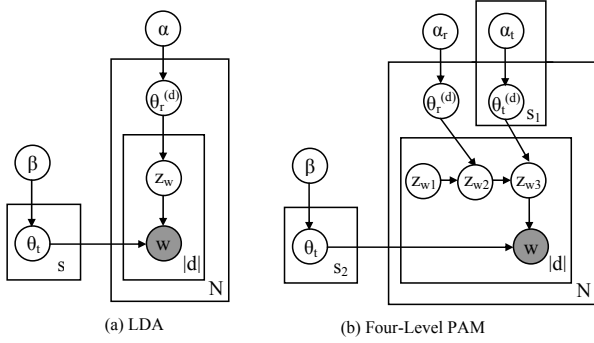 α
θr(d)
β
zw
θt
w
s
|d|
N
(a) LDA
αr
αt
θr(d)
θt(d)
s1
β
zw1
zw2
zw3
θt
w
s2
|d|
N
(b) Four-Level PAM